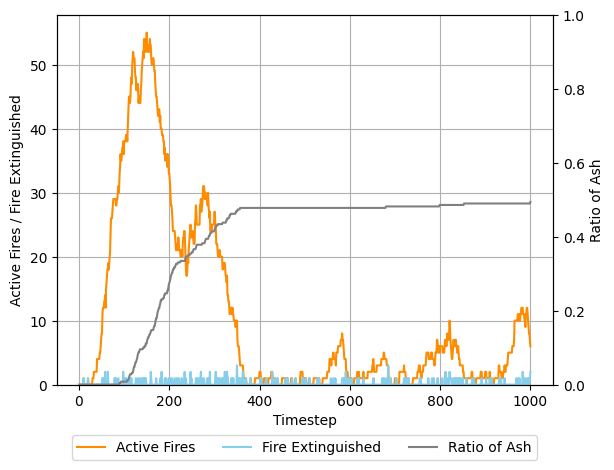 Active Fires / Fire Extinguished
50
40
30
20
10
0
0 200 400 600 800 1000
Timestep
1.0
0.8
0.6
0.4
0.2
0.0
Ratio of Ash
Active Fires Fire Extinguished Ratio of Ash